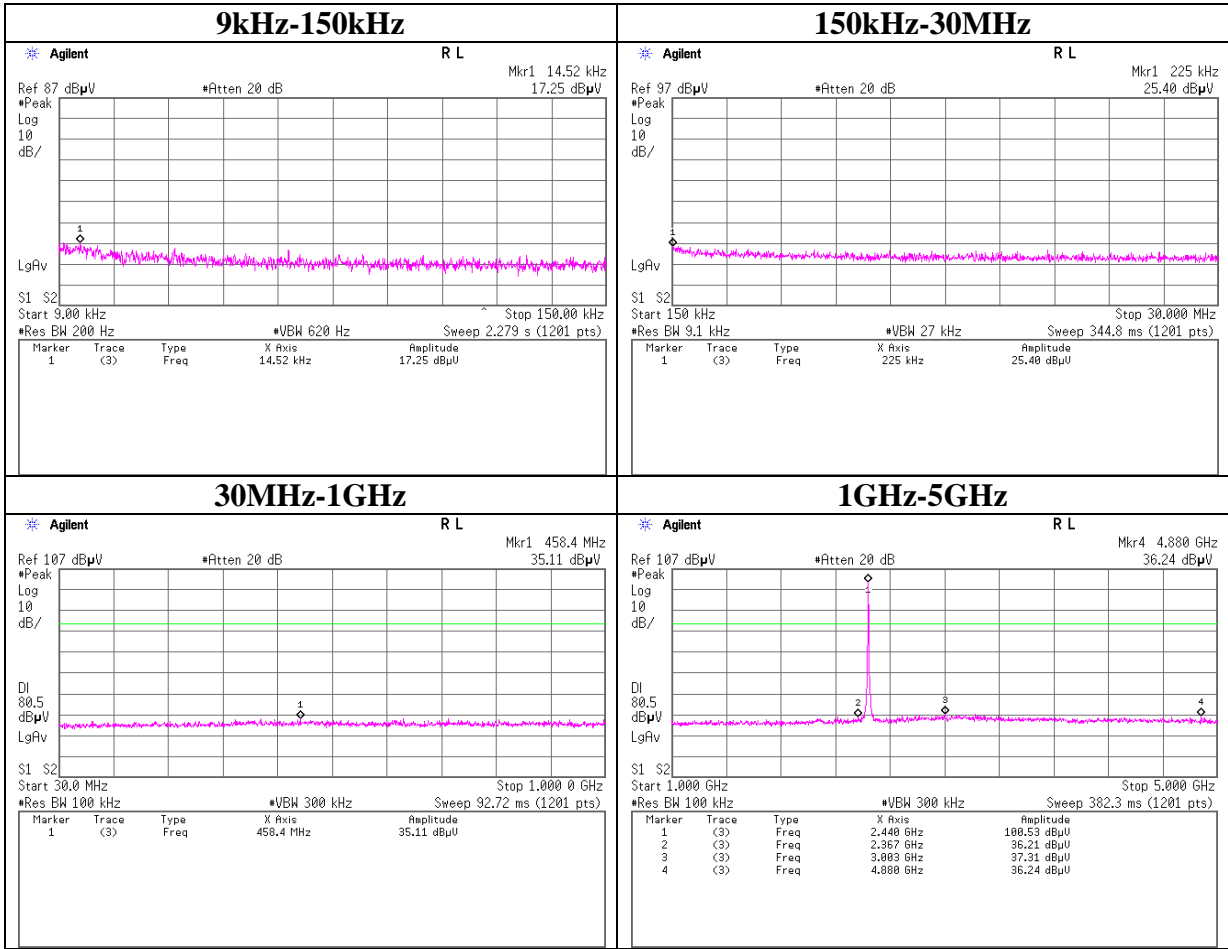 9kHz-150kHz
Agilent R L
Mkr1 14.52 kHz
Ref 87 dBµV #Atten 20 dB 17.25 dBµV
#Peak
Log
10
dB/
1
LgAv
S1 S2
Start 9.00 kHz ^ Stop 150.00 kHz
#Res BW 200 Hz #VBW 620 Hz Sweep 2.279 s (1201 pts)
Marker Trace Type X Axis Amplitude
1 (3) Freq 14.52 kHz 17.25 dBµV
150kHz-30MHz
Agilent R L
Mkr1 225 kHz
Ref 97 dBµV #Atten 20 dB 25.40 dBµV
#Peak
Log
10
dB/
1
LgAv
S1 S2
Start 150 kHz Stop 30.000 MHz
#Res BW 9.1 kHz #VBW 27 kHz Sweep 344.8 ms (1201 pts)
Marker Trace Type X Axis Amplitude
1 (3) Freq 225 kHz 25.40 dBµV
30MHz-1GHz
Agilent R L
Mkr1 458.4 MHz
Ref 107 dBµV #Atten 20 dB 35.11 dBµV
#Peak
Log
10
dB/
DI
80.5
dBµV
1
LgAv
S1 S2
Start 30.0 MHz Stop 1.000 0 GHz
#Res BW 100 kHz #VBW 300 kHz Sweep 92.72 ms (1201 pts)
Marker Trace Type X Axis Amplitude
1 (3) Freq 458.4 MHz 35.11 dBµV
1GHz-5GHz
Agilent R L
Mkr4 4.880 GHz
Ref 107 dBµV #Atten 20 dB 36.24 dBµV
#Peak
Log
10
dB/
1
DI
80.5
dBµV
2 3 4
LgAv
S1 S2
Start 1.000 GHz Stop 5.000 GHz
#Res BW 100 kHz #VBW 300 kHz Sweep 382.3 ms (1201 pts)
Marker Trace Type X Axis Amplitude
1 (3) Freq 2.440 GHz 100.53 dBµV
2 (3) Freq 2.367 GHz 36.21 dBµV
3 (3) Freq 3.003 GHz 37.31 dBµV
4 (3) Freq 4.880 GHz 36.24 dBµV